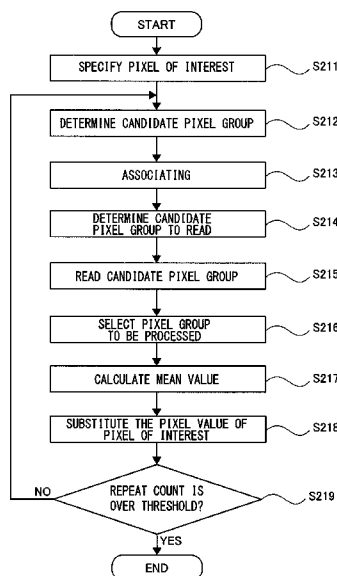 START
SPECIFY PIXEL OF INTEREST
S211
DETERMINE CANDIDATE PIXEL GROUP
S212
ASSOCIATING
S213
DETERMINE CANDIDATE
PIXEL GROUP TO READ
S214
READ CANDIDATE PIXEL GROUP
S215
SELECT PIXEL GROUP
TO BE PROCESSED
S216
CALCULATE MEAN VALUE
S217
SUBSTITUTE THE PIXEL VALUE OF
PIXEL OF INTEREST
S218
NO
REPEAT COUNT IS
OVER THRESHOLD?
S219
YES
END